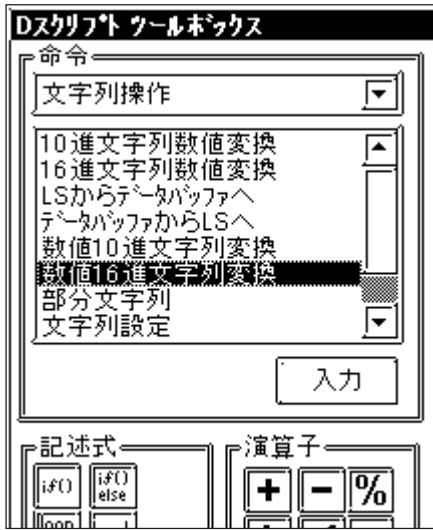 Dｽｸﾘﾌﾟﾄ ﾂｰﾙﾎﾞｯｸｽ
命令
文字列操作
10進文字列数値変換
16進文字列数値変換
LSからﾃﾞｰﾀﾊﾞｯﾌｧへ
ﾃﾞｰﾀﾊﾞｯﾌｧからLSへ
数値10進文字列変換
数値16進文字列変換
部分文字列
文字列設定
入力
記述式
演算子
if() if() else + - %
loop